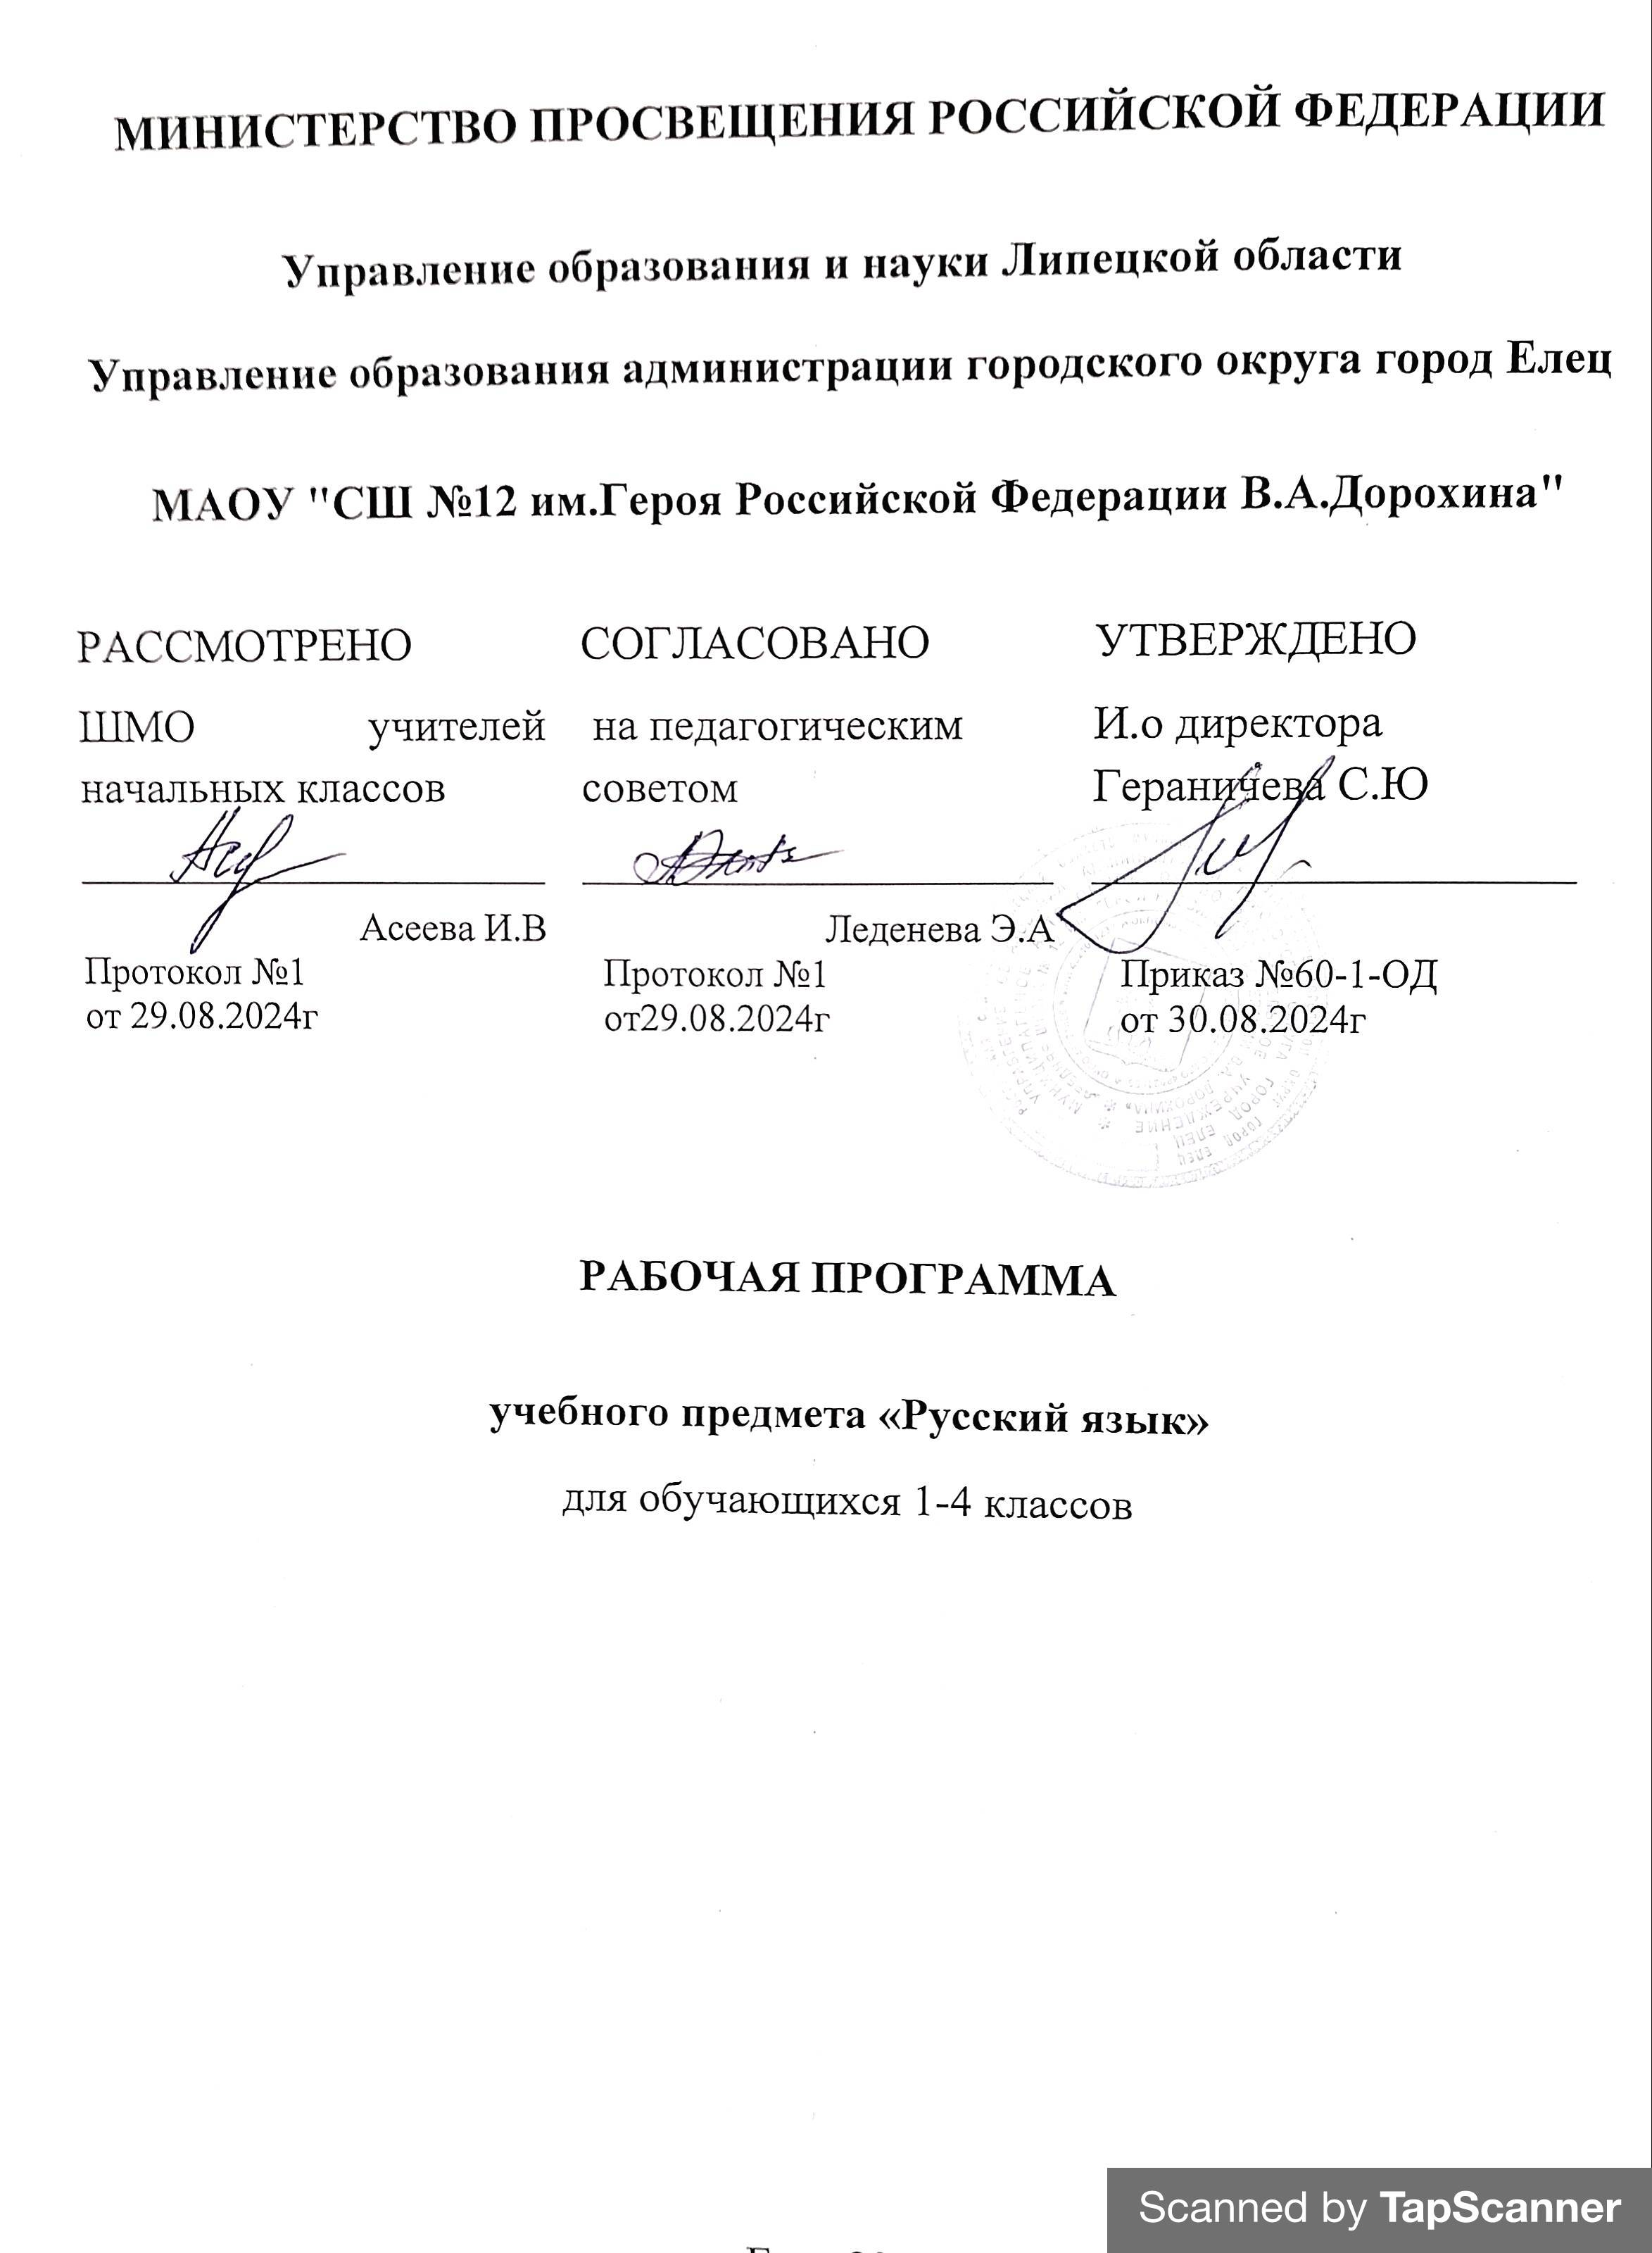 МИНИСТЕРСТВО ПРОСВЕЩЕНИЯ РОССИЙСКОЙ ФЕДЕРАЦИИ
Управление образования и науки Липецкой области
Управление образования администрации городского округа город Елец
МАОУ "СШ №12 им.Героя Российской Федерации В.А.Дорохина"
РАССМОТРЕНО
ШМО учителей
начальных классов
Асеева И.В
Протокол №1
от 29.08.2024г
СОГЛАСОВАНО
на педагогическим
советом
Леденева Э.А
Протокол №1
от29.08.2024г
УТВЕРЖДЕНО
И.о директора
Гераничева С.Ю
Приказ №60-1-ОД
от 30.08.2024г
РАБОЧАЯ ПРОГРАММА
учебного предмета «Русский язык»
для обучающихся 1-4 классов
Scanned by TapScanner